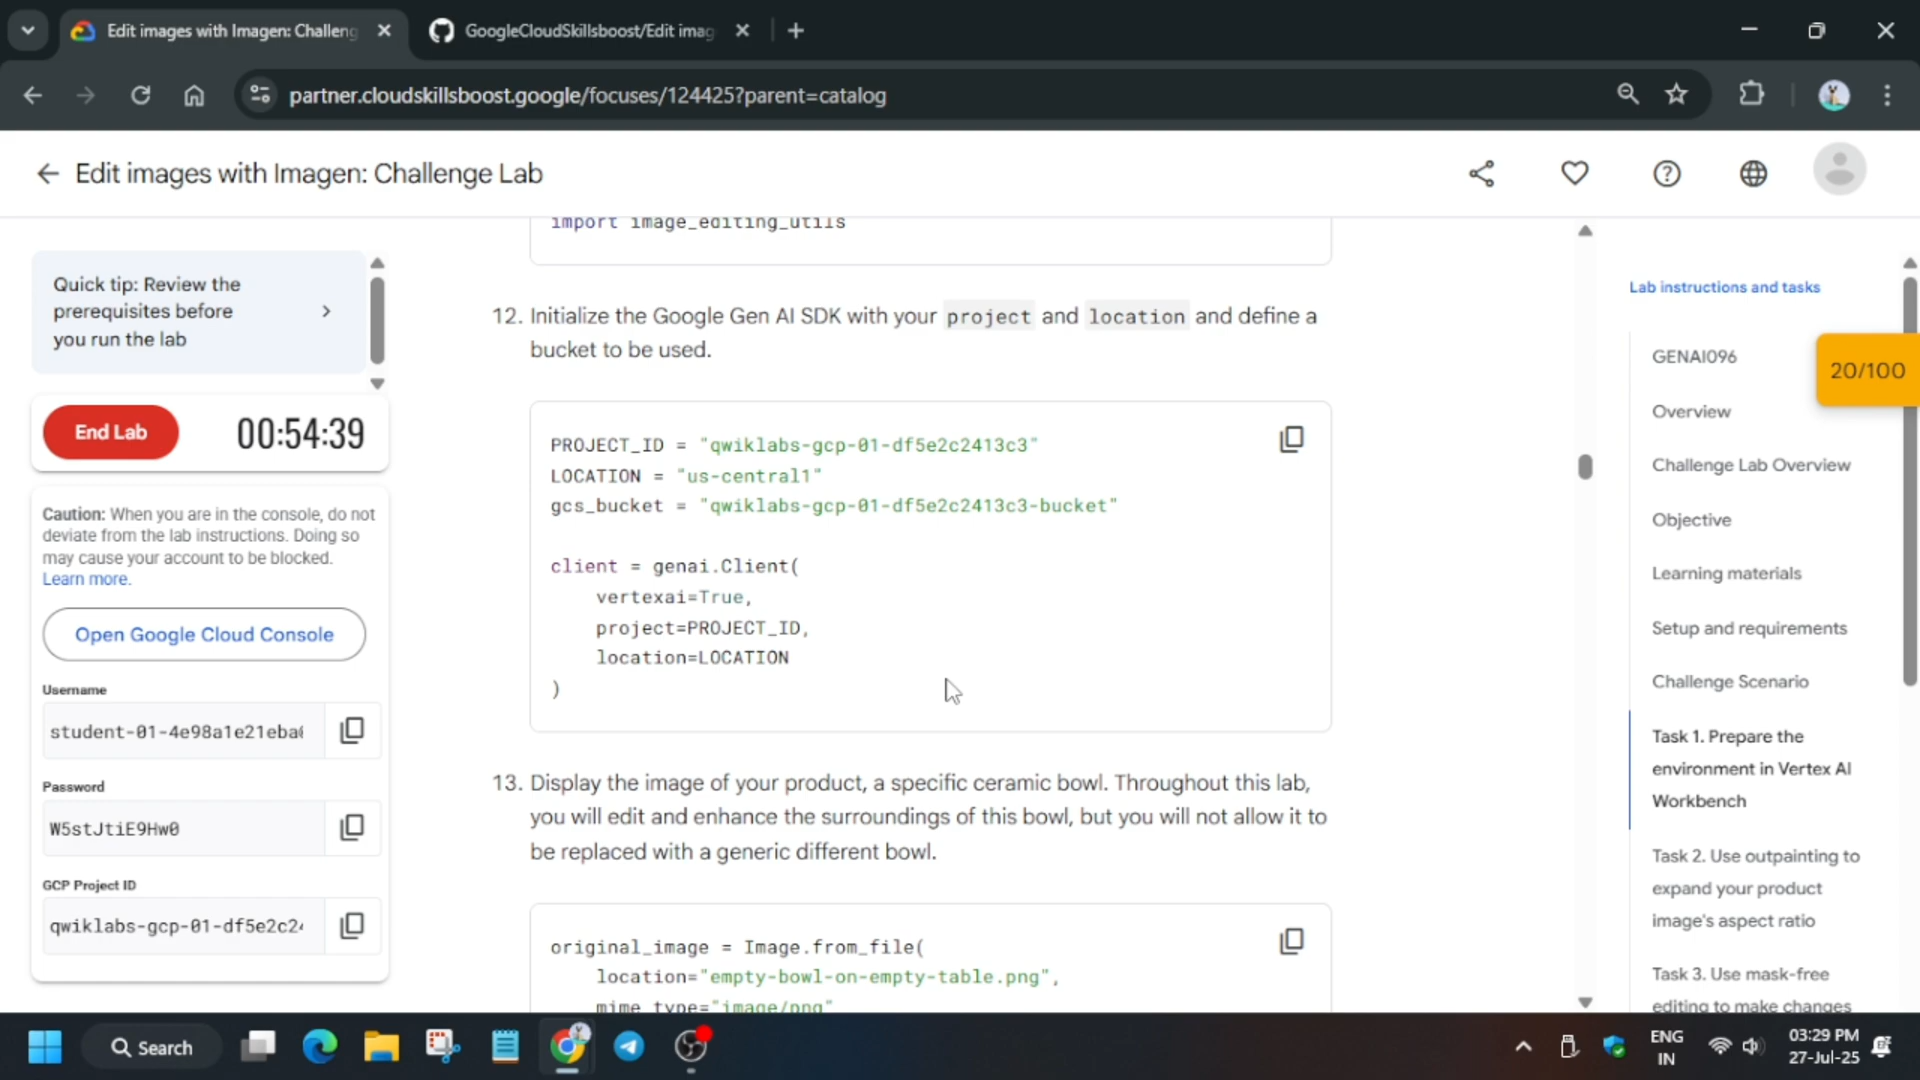 Edit images with Imagen: Challeng
GoogleCloudSkillsboost/Edit imag
partner.cloudskillsboost.google/focuses/124425?parent=catalog
Edit images with Imagen: Challenge Lab
Quick tip: Review the
prerequisites before
you run the lab
End Lab
00:54:39
Caution: When you are in the console, do not
deviate from the lab instructions. Doing so
may cause your account to be blocked.
Learn more.
Open Google Cloud Console
Username
student-01-4e98a1e21eba
Password
W5stJtiE9Hw0
GCP Project ID
qwiklabs-gcp-01-df5e2c2
import image_editing_utils
12. Initialize the Google Gen AI SDK with your project and location and define a
bucket to be used.
PROJECT_ID = "qwiklabs-gcp-01-df5e2c2413c3"
LOCATION = "us-central1"
gcs_bucket = "qwiklabs-gcp-01-df5e2c2413c3-bucket"
client = genai.Client(
vertexai=True,
project=PROJECT_ID,
location=LOCATION
)
13. Display the image of your product, a specific ceramic bowl. Throughout this lab,
you will edit and enhance the surroundings of this bowl, but you will not allow it to
be replaced with a generic different bowl.
original_image = Image.from_file(
location="empty-bowl-on-empty-table.png",
mime_type="image/png"
Lab instructions and tasks
GENAI096
20/100
Overview
Challenge Lab Overview
Objective
Learning materials
Setup and requirements
Challenge Scenario
Task 1. Prepare the
environment in Vertex AI
Workbench
Task 2. Use outpainting to
expand your product
image's aspect ratio
Task 3. Use mask-free
editing to make changes
Search
ENG
IN
03:29 PM
27-Jul-25